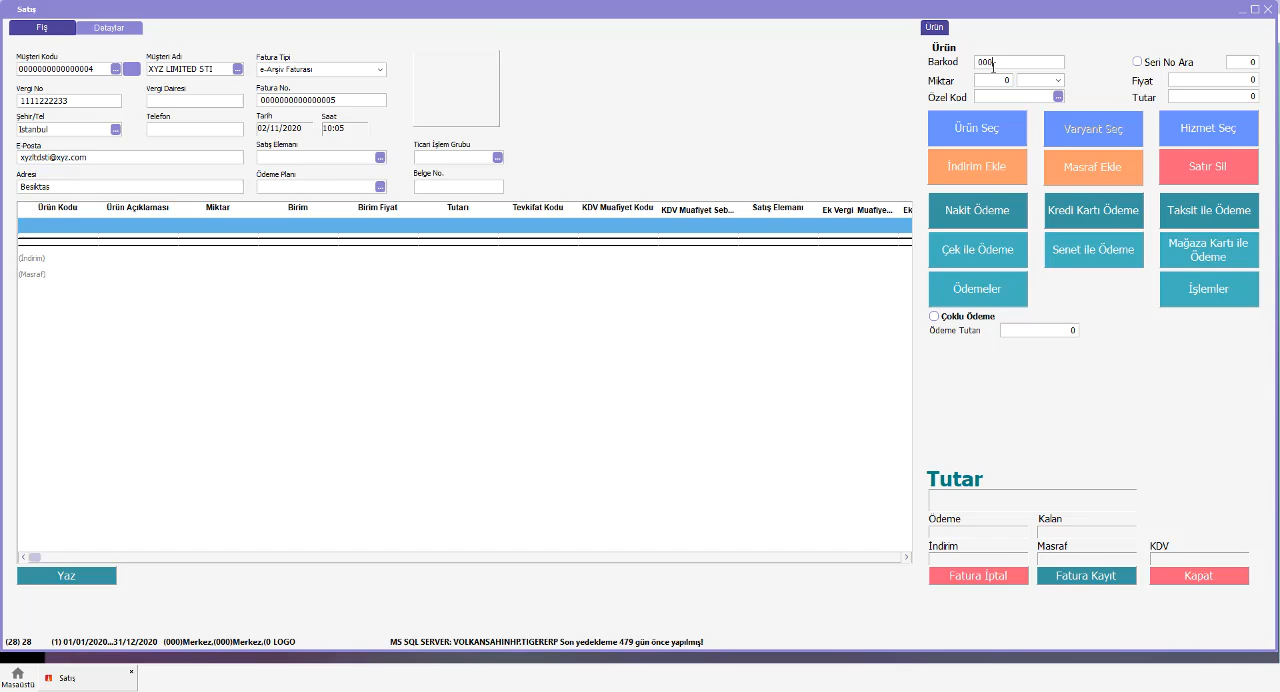 Satış
Fiş
Detaylar
Müşteri Kodu
0000000000000004
Müşteri Adı
XYZ LIMITED STI
Fatura Tipi
e-Arşiv Faturası
Vergi No
1111222233
Vergi Dairesi
Fatura No.
0000000000000005
Şehir/Tel
Istanbul
Telefon
Tarih
02/11/2020
Saat
10:05
E-Posta
xyzltdsti@xyz.com
Satış Elemanı
Ticari İşlem Grubu
Adresi
Besiktas
Ödeme Planı
Belge No.
Ürün Kodu Ürün Açıklaması Miktar Birim Birim Fiyat Tutarı Tevkifat Kodu KDV Muafiyet Kodu KDV Muafiyet Seb... Satış Elemanı Ek Vergi Muafiye... Ek
(İndirim)
(Masraf)
Yaz
Ürün
Ürün
Barkod 000 Seri No Ara 0
Miktar 0 Fiyat 0
Özel Kod Tutar 0
Ürün Seç Varyant Seç Hizmet Seç
İndirim Ekle Masraf Ekle Satır Sil
Nakit Ödeme Kredi Kartı Ödeme Taksit ile Ödeme
Çek ile Ödeme Senet ile Ödeme Mağaza Kartı ile
Ödeme
Ödemeler İşlemler
Çoklu Ödeme
Ödeme Tutarı 0
Tutar
Ödeme Kalan
İndirim Masraf KDV
Fatura İptal Fatura Kayıt Kapat
(28) 28 (1) 01/01/2020...31/12/2020 (000)Merkez,(000)Merkez,(0 LOGO MS SQL SERVER: VOLKANSAHINHP.TIGERERP Son yedekleme 479 gün önce yapılmış!
Masaüstü
Satış